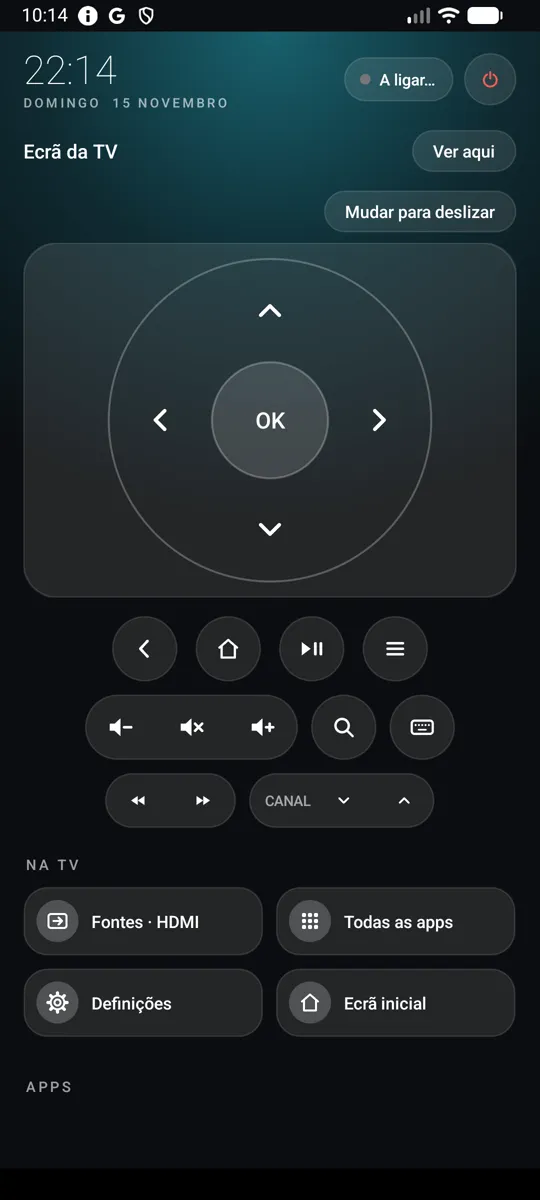 10:14
22:14
DOMINGO 15 NOVEMBRO
A ligar...
Ecrã da TV
Ver aqui
Mudar para deslizar
OK
CANAL
NA TV
Fontes · HDMI
Todas as apps
Definições
Ecrã inicial
APPS